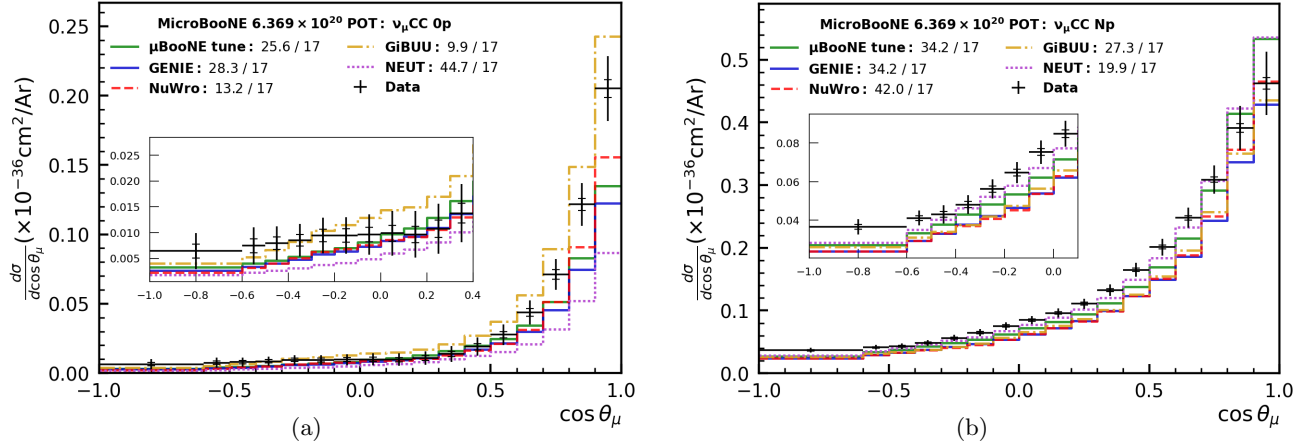 MicroBooNE 6.369 × 10²⁰ POT: νμCC 0p
μBooNE tune: 25.6 / 17
GENIE: 28.3 / 17
NuWro: 13.2 / 17
GiBUU: 9.9 / 17
NEUT: 44.7 / 17
Data
dσ/dcosθμ (×10⁻³⁶cm²/Ar)
0.25
0.20
0.15
0.10
0.05
0.00
0.025
0.020
0.015
0.010
0.005
−1.0 −0.8 −0.6 −0.4 −0.2 0.0 0.2 0.4
−1.0 −0.5 0.0 0.5 1.0
cos θμ
(a)
MicroBooNE 6.369 × 10²⁰ POT: νμCC Np
μBooNE tune: 34.2 / 17
GENIE: 34.2 / 17
NuWro: 42.0 / 17
GiBUU: 27.3 / 17
NEUT: 19.9 / 17
Data
dσ/dcosθμ (×10⁻³⁶cm²/Ar)
0.5
0.4
0.3
0.2
0.1
0.0
0.08
0.06
0.04
−1.0 −0.8 −0.6 −0.4 −0.2 0.0
−1.0 −0.5 0.0 0.5 1.0
cos θμ
(b)